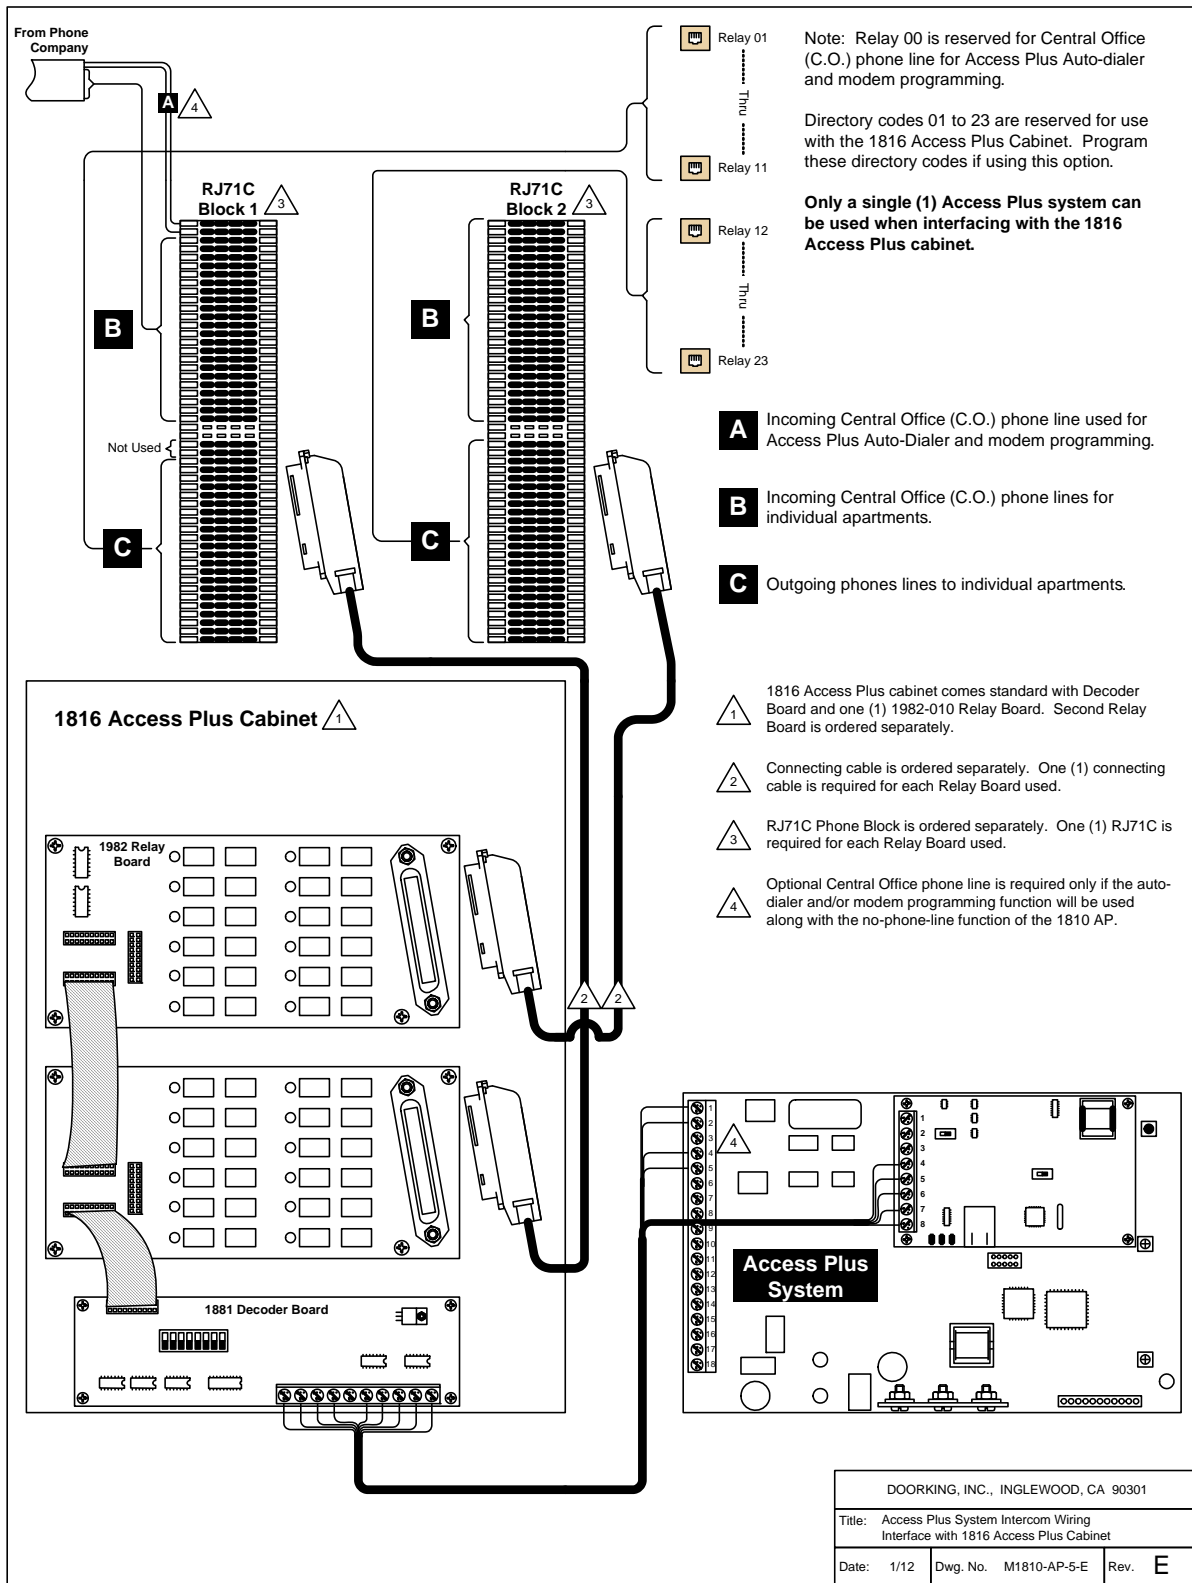 From Phone
Company
A
4
RJ71C
Block 1
3
RJ71C
Block 2
3
B
B
Not Used
C
C
Relay 01
Thru
Relay 11
Relay 12
Thru
Relay 23
Note: Relay 00 is reserved for Central Office
(C.O.) phone line for Access Plus Auto-dialer
and modem programming.
Directory codes 01 to 23 are reserved for use
with the 1816 Access Plus Cabinet. Program
these directory codes if using this option.
Only a single (1) Access Plus system can
be used when interfacing with the 1816
Access Plus cabinet.
A
Incoming Central Office (C.O.) phone line used for
Access Plus Auto-Dialer and modem programming.
B
Incoming Central Office (C.O.) phone lines for
individual apartments.
C
Outgoing phones lines to individual apartments.
1
1816 Access Plus cabinet comes standard with Decoder
Board and one (1) 1982-010 Relay Board. Second Relay
Board is ordered separately.
2
Connecting cable is ordered separately. One (1) connecting
cable is required for each Relay Board used.
3
RJ71C Phone Block is ordered separately. One (1) RJ71C is
required for each Relay Board used.
4
Optional Central Office phone line is required only if the auto-
dialer and/or modem programming function will be used
along with the no-phone-line function of the 1810 AP.
1816 Access Plus Cabinet
1
1982 Relay
Board
2
2
1881 Decoder Board
1
2
3
4
5
6
7
8
9
10
11
12
13
14
15
16
17
18
4
1
2
3
4
5
6
7
8
Access Plus
System
DOORKING, INC., INGLEWOOD, CA 90301
Title: Access Plus System Intercom Wiring
Interface with 1816 Access Plus Cabinet
Date: 1/12
Dwg. No. M1810-AP-5-E
Rev. E